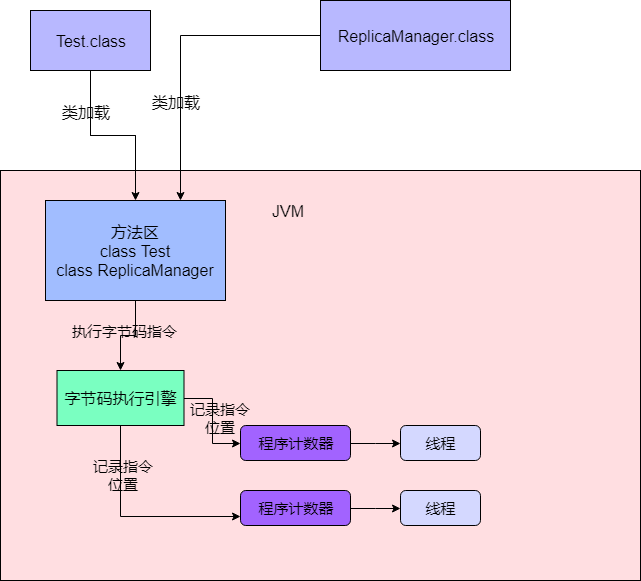 Test.class
ReplicaManager.class
类加载
类加载
JVM
方法区
class Test
class ReplicaManager
执行字节码指令
字节码执行引擎
记录指令
位置
程序计数器
线程
记录指令
位置
程序计数器
线程